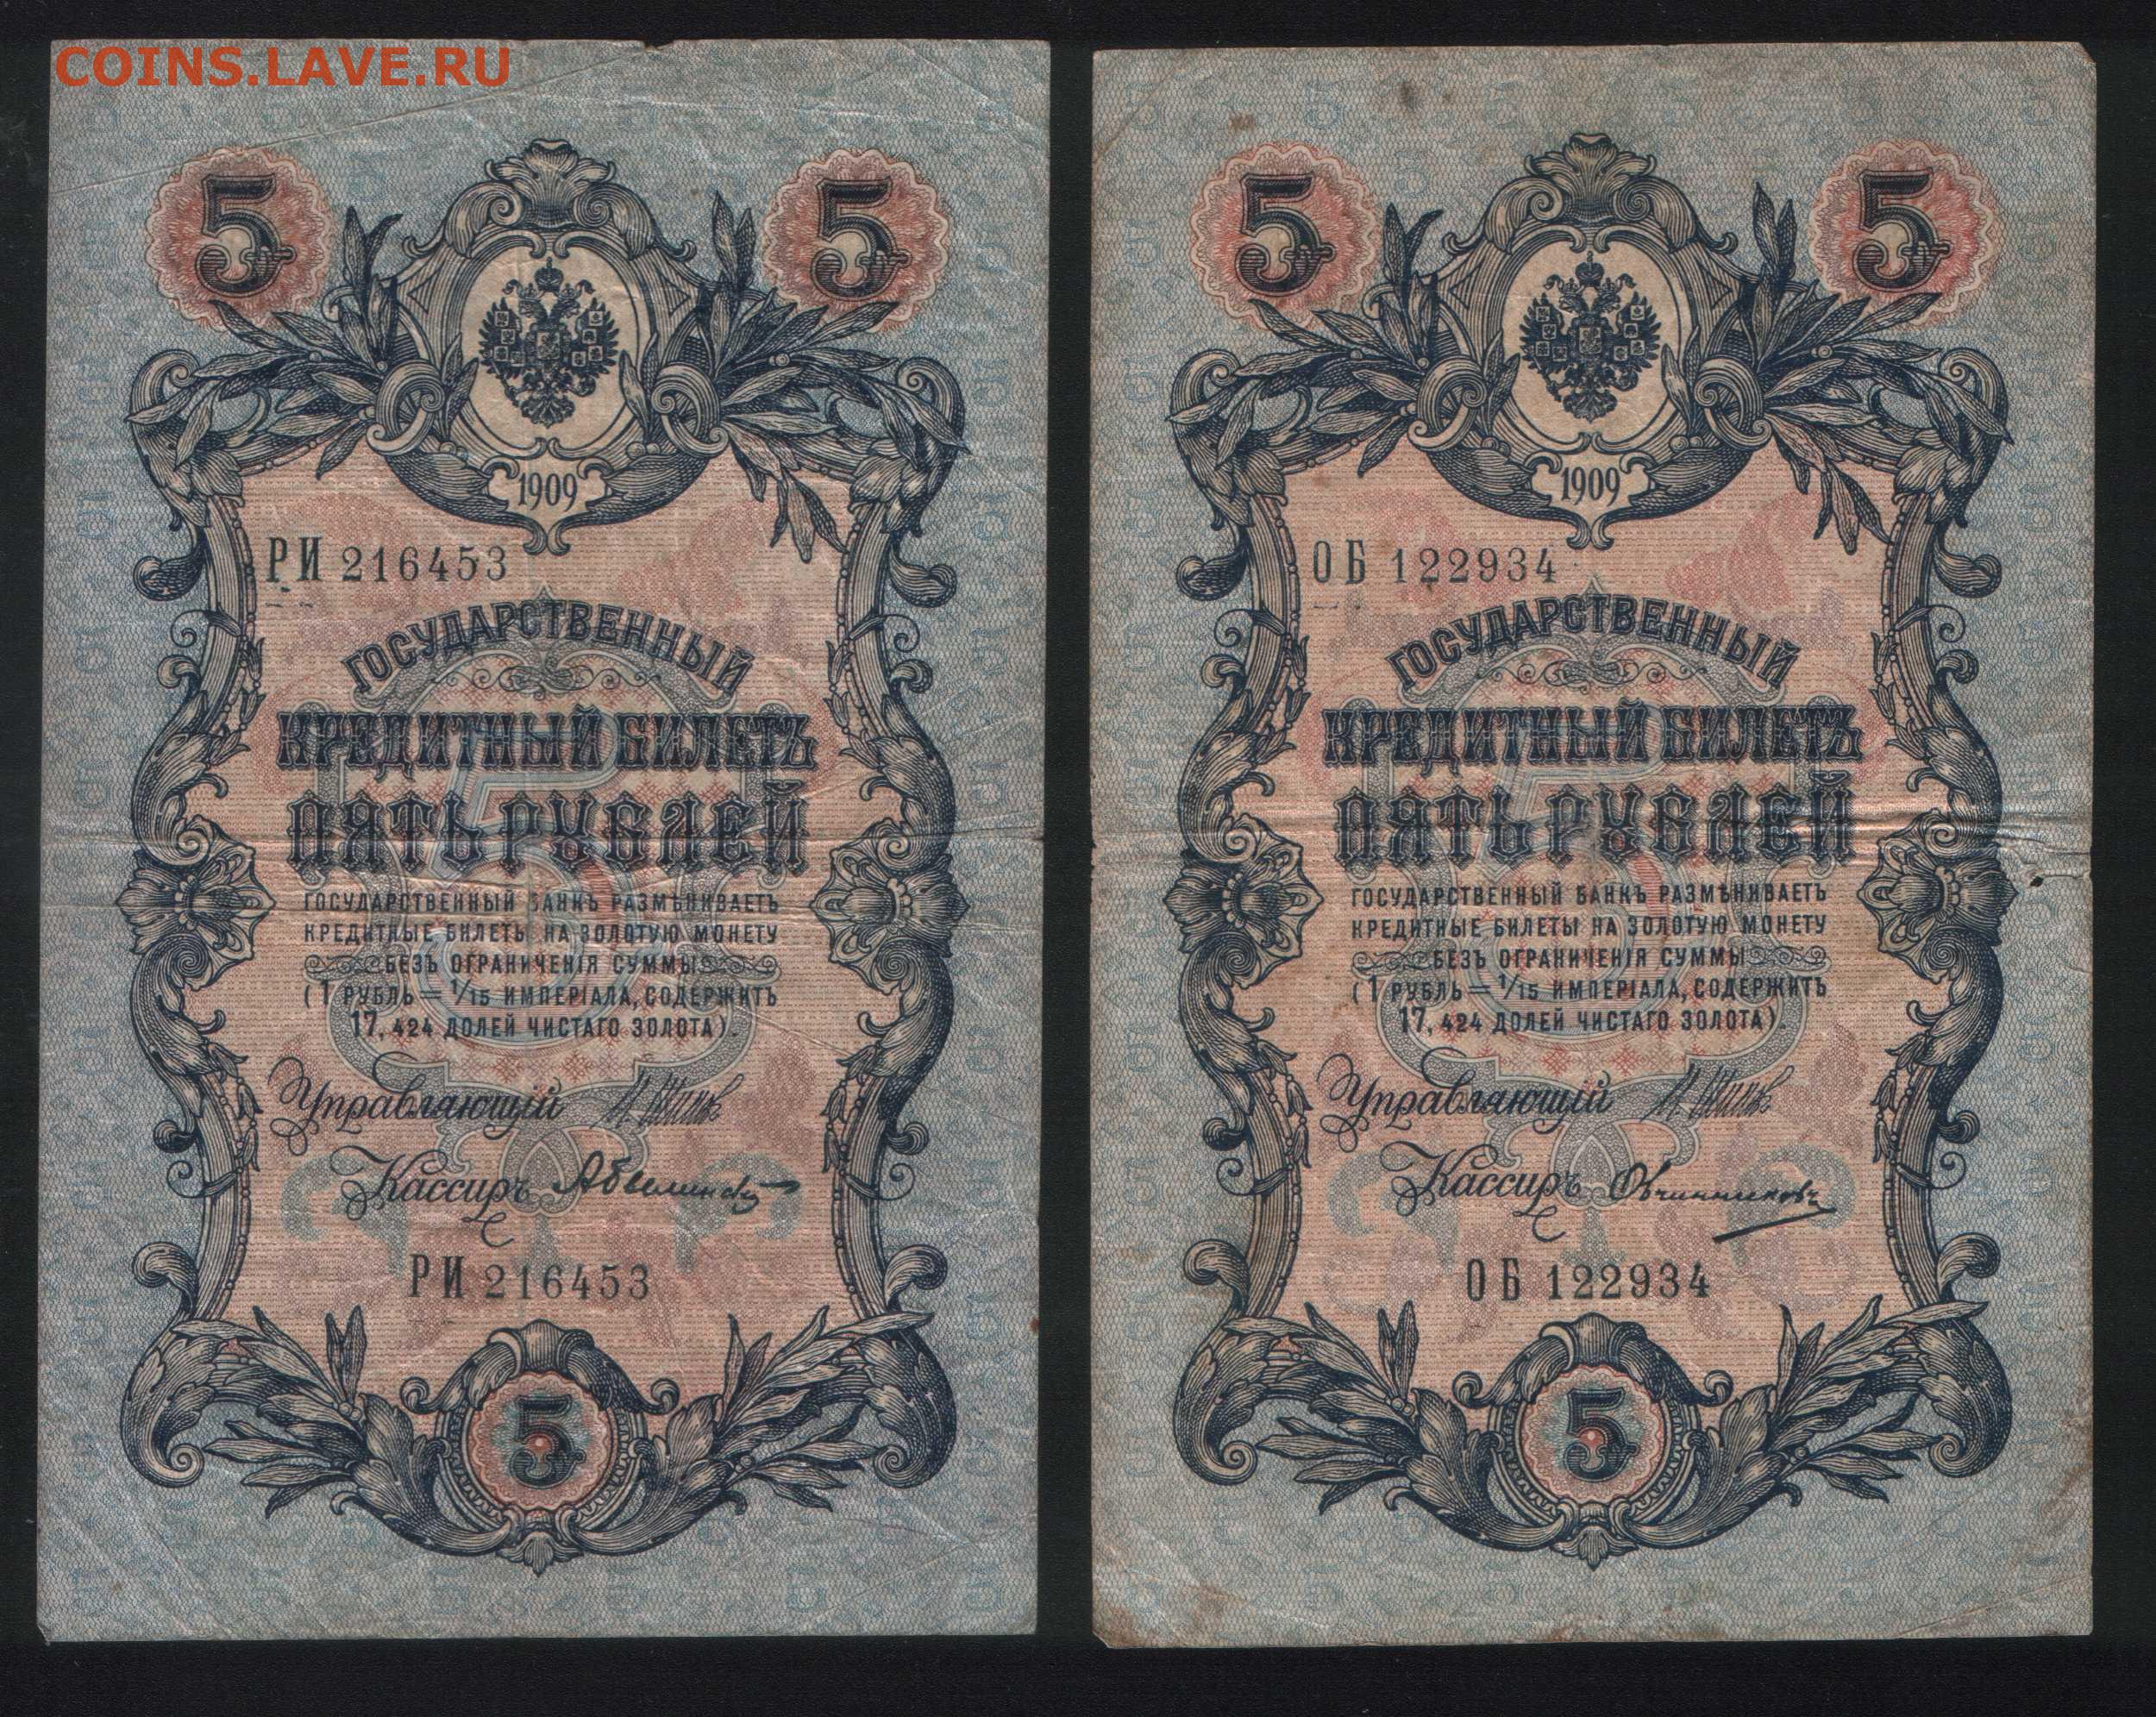 COINS.LAVE.RU
5 5
1909
РИ 216453
ГОСУДАРСТВЕННЫЙ
КРЕДИТНЫЙ БИЛЕТЪ
ПЯТЬ РУБЛЕЙ
ГОСУДАРСТВЕННЫЙ БАНКЪ РАЗМѢНИВАЕТЪ
КРЕДИТНЫЕ БИЛЕТЫ НА ЗОЛОТУЮ МОНЕТУ
БЕЗЪ ОГРАНИЧЕНІЯ СУММЫ
(1 РУБЛЬ = 1/15 ИМПЕРІАЛА, СОДЕРЖИТЪ
17,424 ДОЛЕЙ ЧИСТАГО ЗОЛОТА).
Управляющій
Кассиръ
РИ 216453
5
5 5
1909
ОБ 122934
ГОСУДАРСТВЕННЫЙ
КРЕДИТНЫЙ БИЛЕТЪ
ПЯТЬ РУБЛЕЙ
ГОСУДАРСТВЕННЫЙ БАНКЪ РАЗМѢНИВАЕТЪ
КРЕДИТНЫЕ БИЛЕТЫ НА ЗОЛОТУЮ МОНЕТУ
БЕЗЪ ОГРАНИЧЕНІЯ СУММЫ
(1 РУБЛЬ = 1/15 ИМПЕРІАЛА, СОДЕРЖИТЪ
17,424 ДОЛЕЙ ЧИСТАГО ЗОЛОТА).
Управляющій
Кассиръ Овчинниковъ
ОБ 122934
5